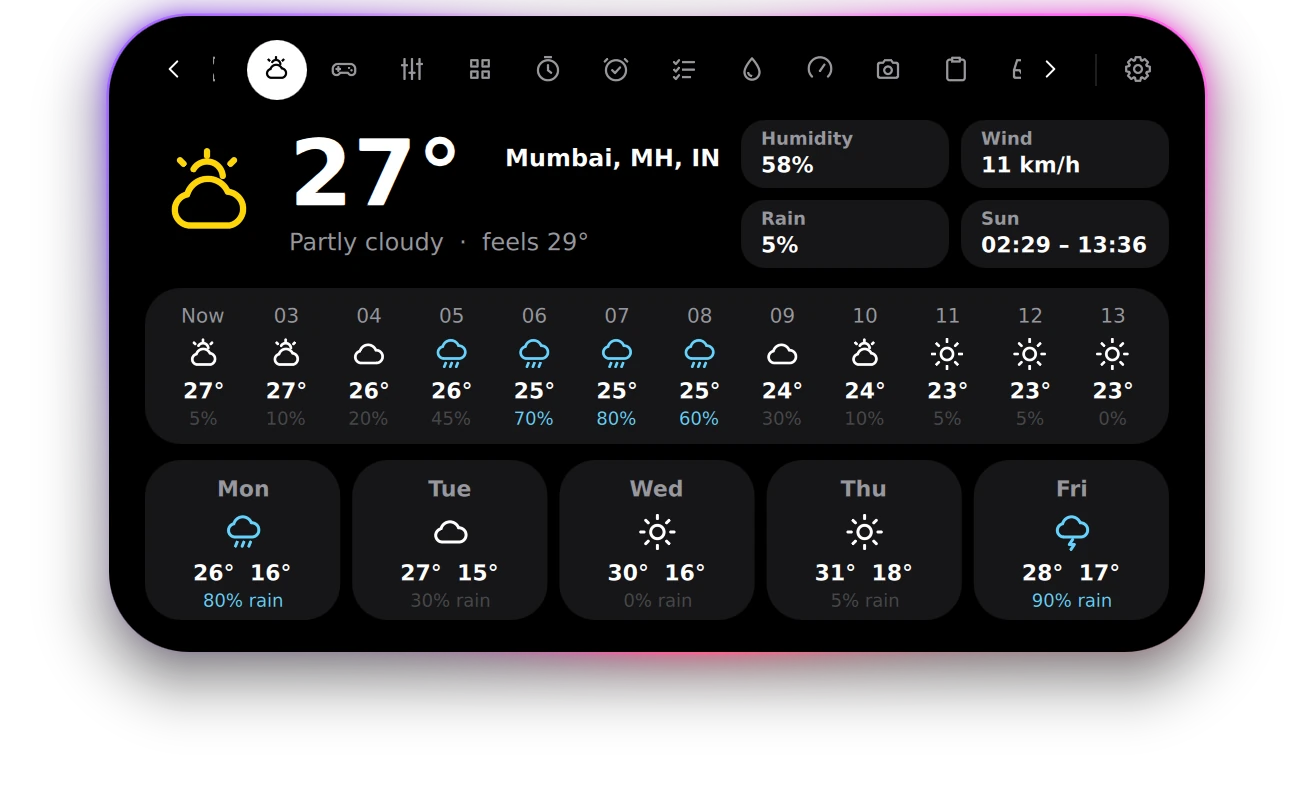 27°
Mumbai, MH, IN
Partly cloudy · feels 29°
Humidity
58%
Wind
11 km/h
Rain
5%
Sun
02:29 – 13:36
Now 03 04 05 06 07 08 09 10 11 12 13
27° 27° 26° 26° 25° 25° 25° 24° 24° 23° 23° 23°
5% 10% 20% 45% 70% 80% 60% 30% 10% 5% 5% 0%
Mon
26° 16°
80% rain
Tue
27° 15°
30% rain
Wed
30° 16°
0% rain
Thu
31° 18°
5% rain
Fri
28° 17°
90% rain